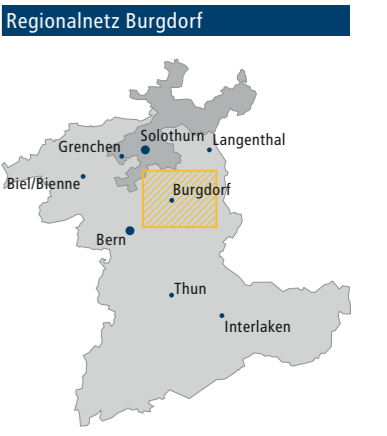 Regionalnetz Burgdorf
Solothurn
Langenthal
Grenchen
Biel/Bienne
Burgdorf
Bern
Thun
Interlaken